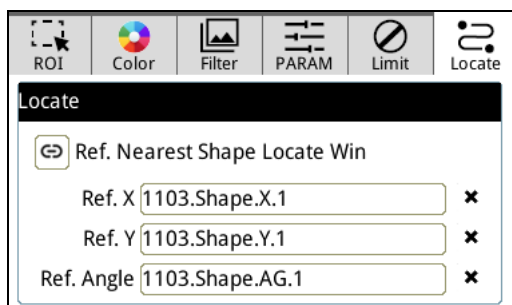 ROI Color Filter PARAM Limit Locate
Locate
Ref. Nearest Shape Locate Win
Ref. X 1103.Shape.X.1
Ref. Y 1103.Shape.Y.1
Ref. Angle 1103.Shape.AG.1